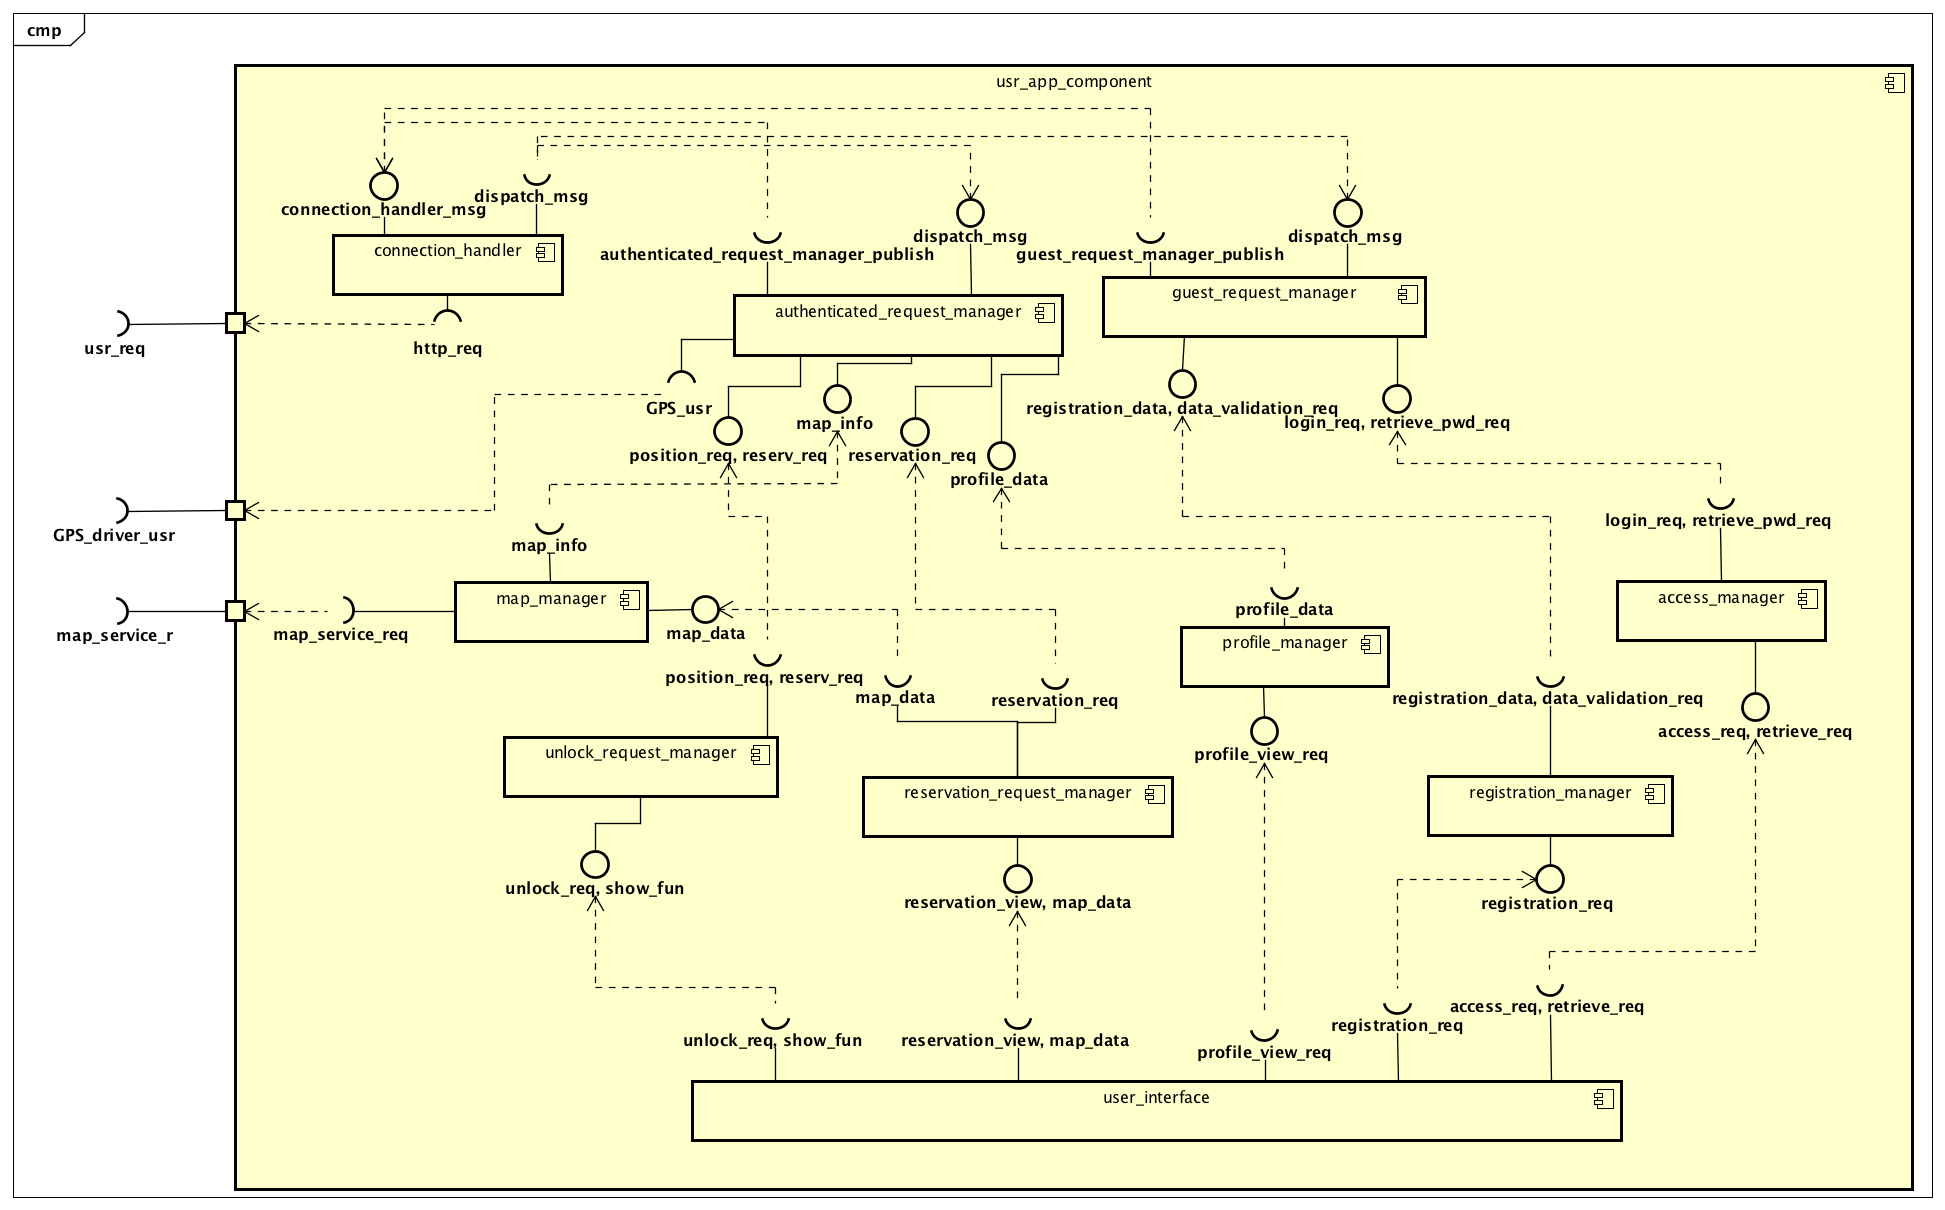 cmp
usr_app_component
connection_handler_msg
dispatch_msg
connection_handler
authenticated_request_manager_publish
dispatch_msg
guest_request_manager_publish
dispatch_msg
authenticated_request_manager
guest_request_manager
usr_req
http_req
GPS_usr
position_req, reserv_req
map_info
reservation_req
profile_data
registration_data, data_validation_req
login_req, retrieve_pwd_req
GPS_driver_usr
map_info
login_req, retrieve_pwd_req
map_manager
map_service_r
map_service_req
map_data
profile_data
profile_manager
access_manager
position_req, reserv_req
map_data
reservation_req
registration_data, data_validation_req
access_req, retrieve_req
unlock_request_manager
profile_view_req
reservation_request_manager
registration_manager
unlock_req, show_fun
reservation_view, map_data
registration_req
unlock_req, show_fun
reservation_view, map_data
profile_view_req
registration_req
access_req, retrieve_req
user_interface